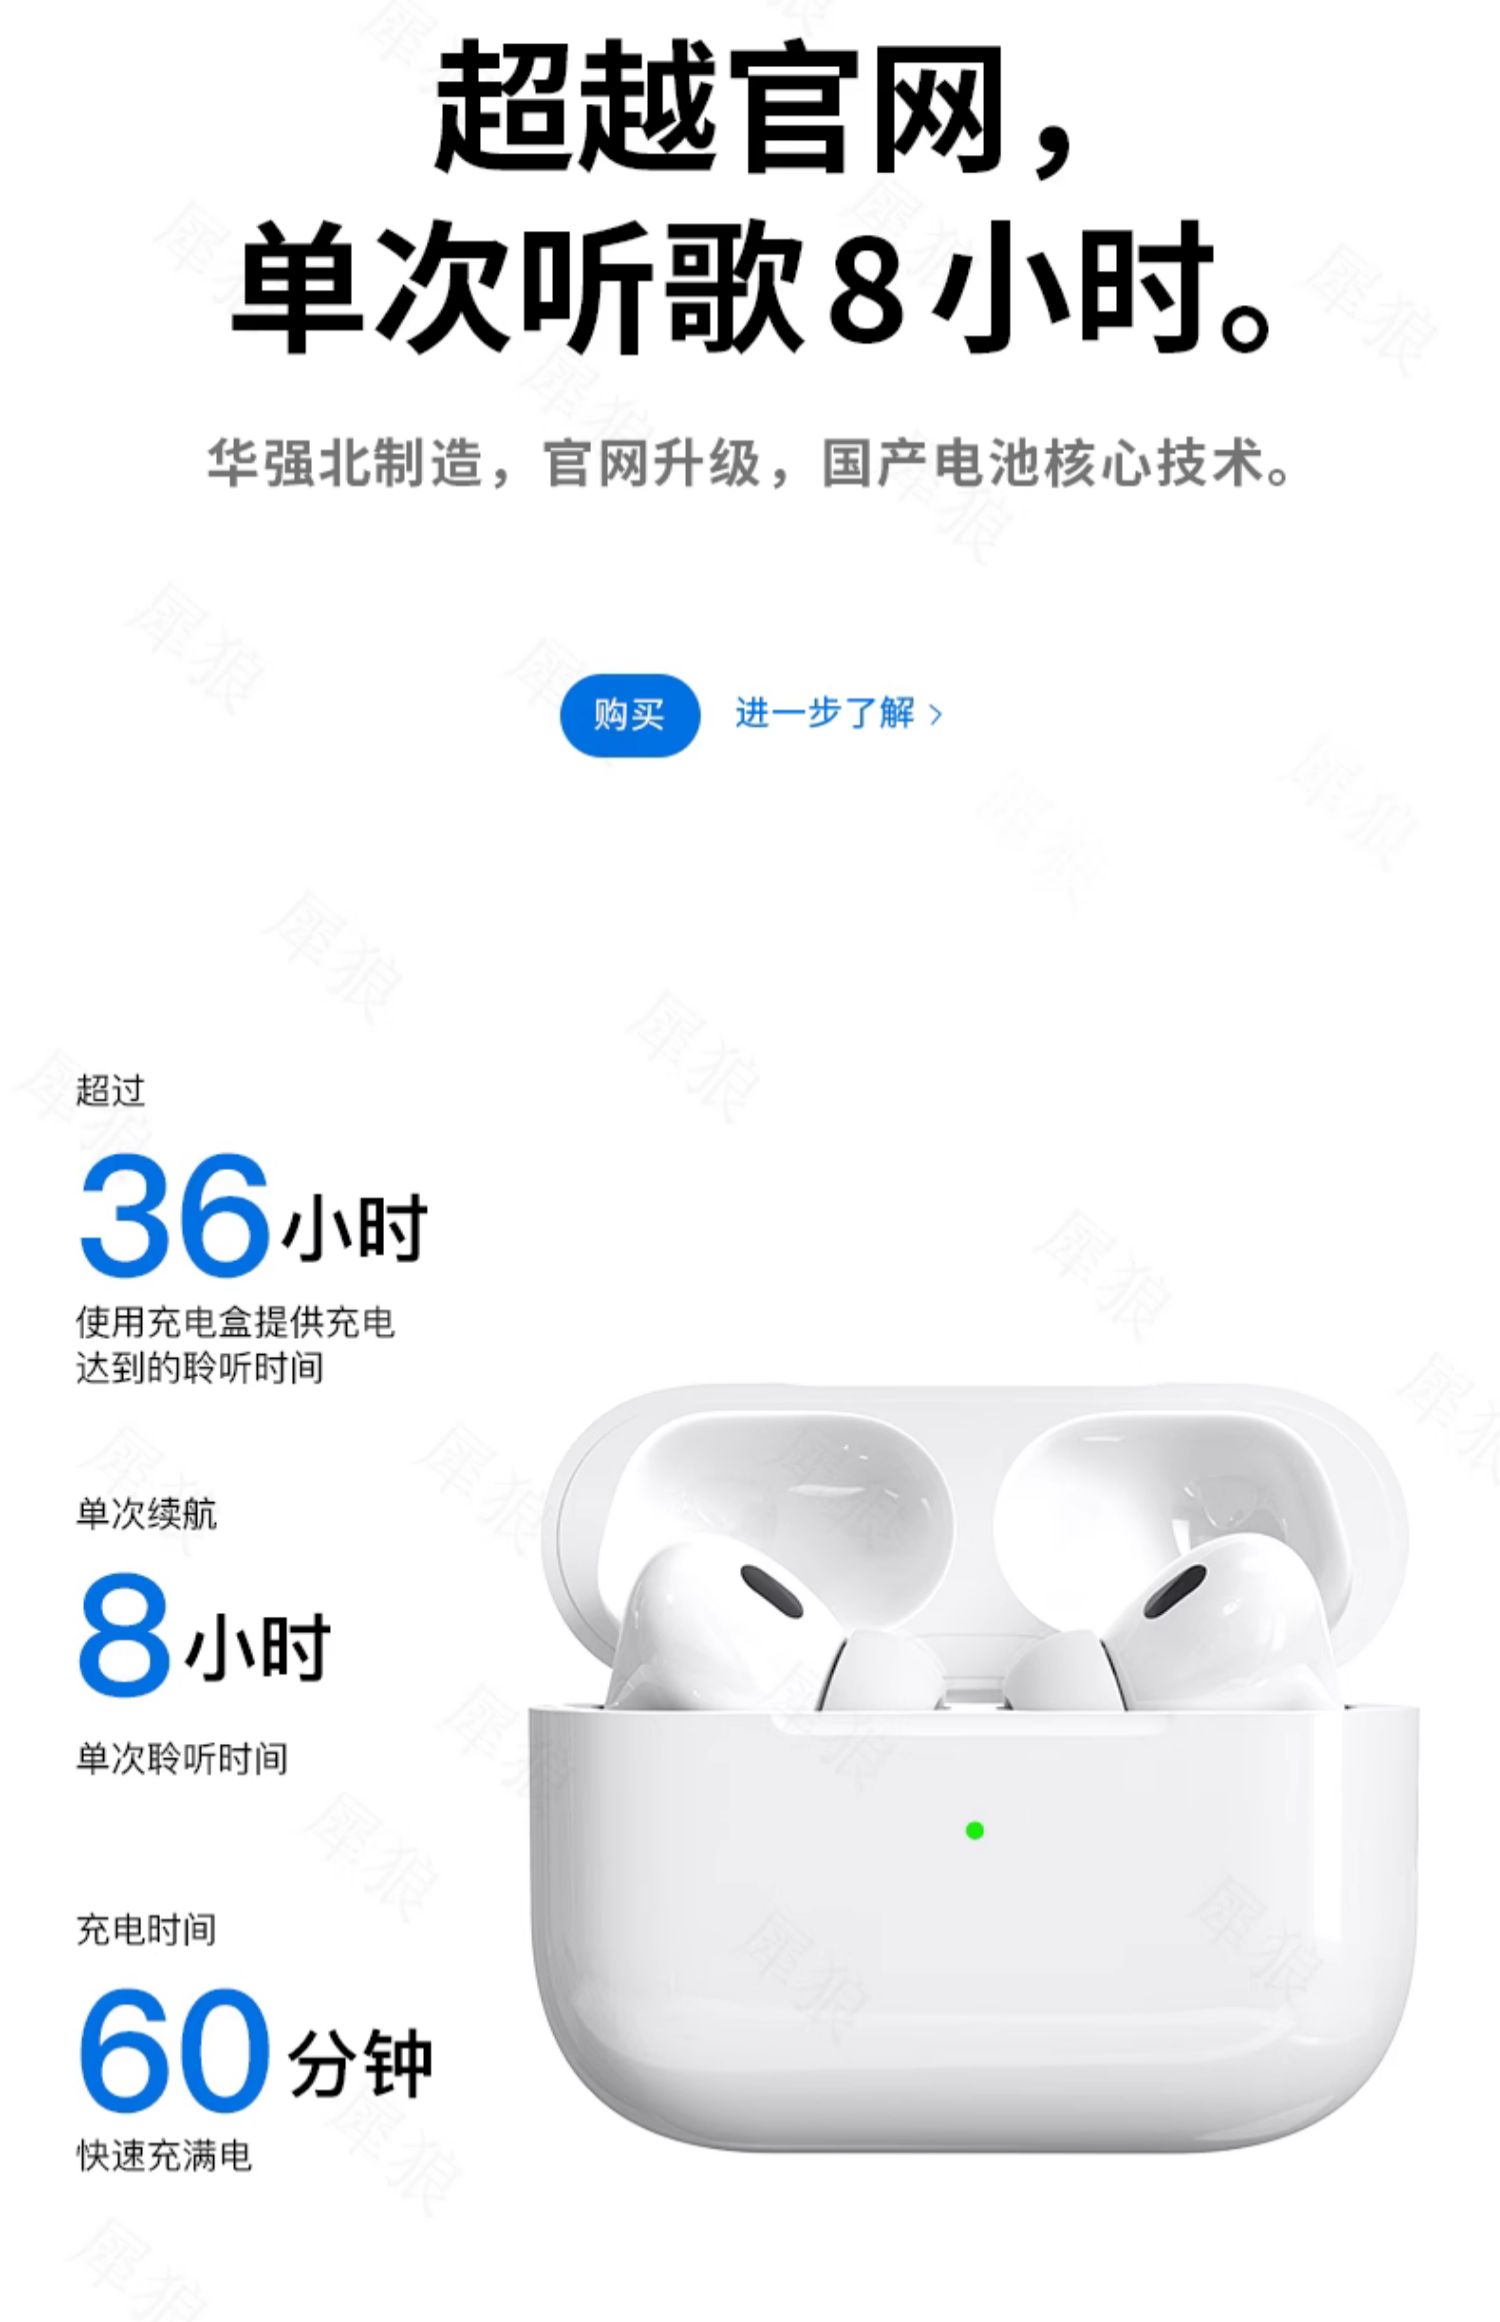 超越官网，
单次听歌8小时。
华强北制造，官网升级，国产电池核心技术。
购买 进一步了解 >
超过
36小时
使用充电盒提供充电
达到的聆听时间
单次续航
8小时
单次聆听时间
充电时间
60分钟
快速充满电
犀狼